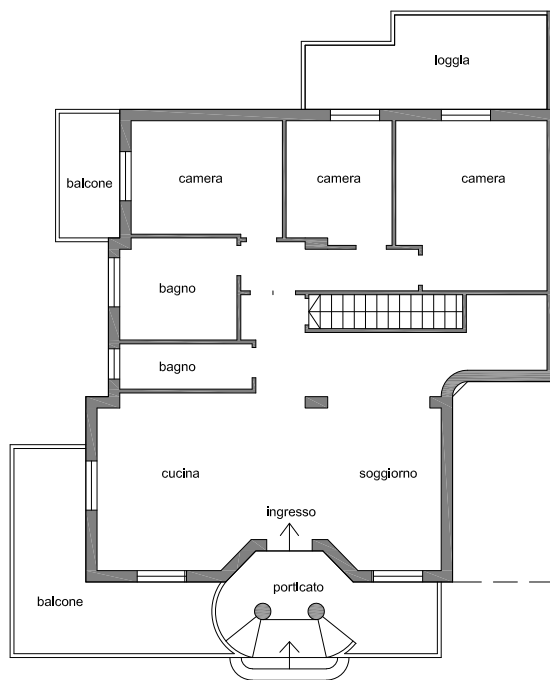 loggia
balcone
camera
camera
camera
bagno
bagno
cucina
soggiorno
ingresso
porticato
balcone